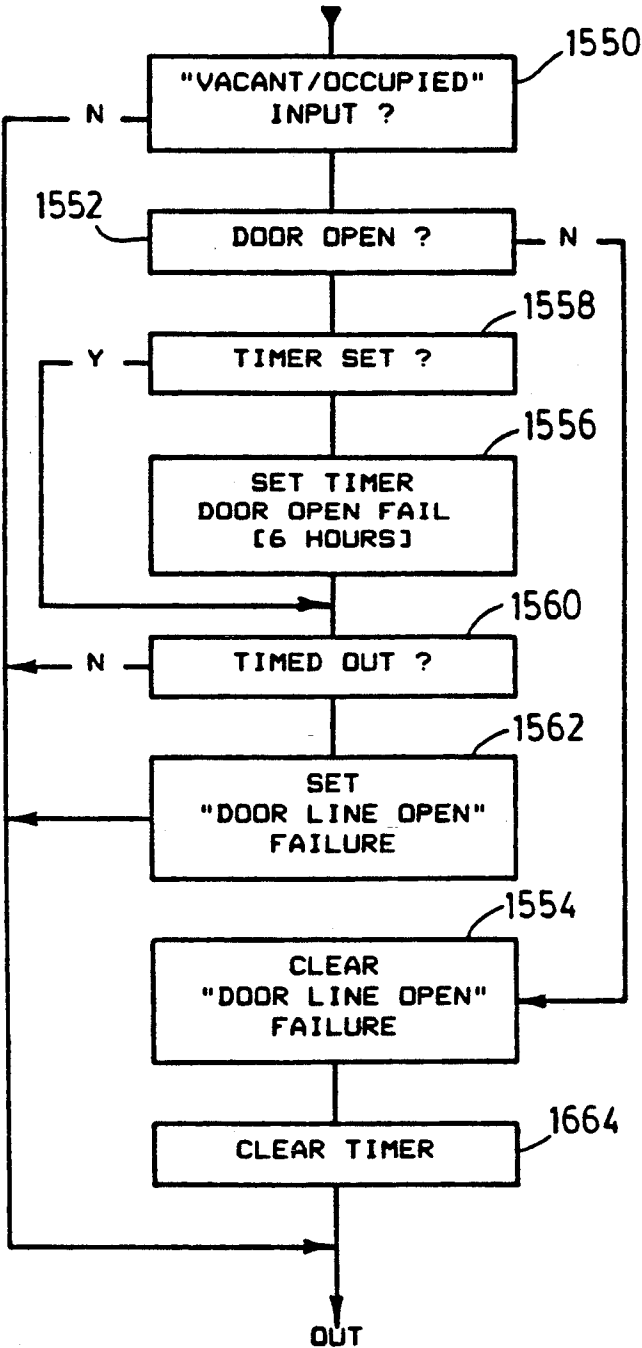 1550
"VACANT/OCCUPIED"
INPUT ?
N
1552
DOOR OPEN ?
N
1558
Y
TIMER SET ?
1556
SET TIMER
DOOR OPEN FAIL
[6 HOURS]
1560
N
TIMED OUT ?
1562
SET
"DOOR LINE OPEN"
FAILURE
1554
CLEAR
"DOOR LINE OPEN"
FAILURE
1664
CLEAR TIMER
OUT